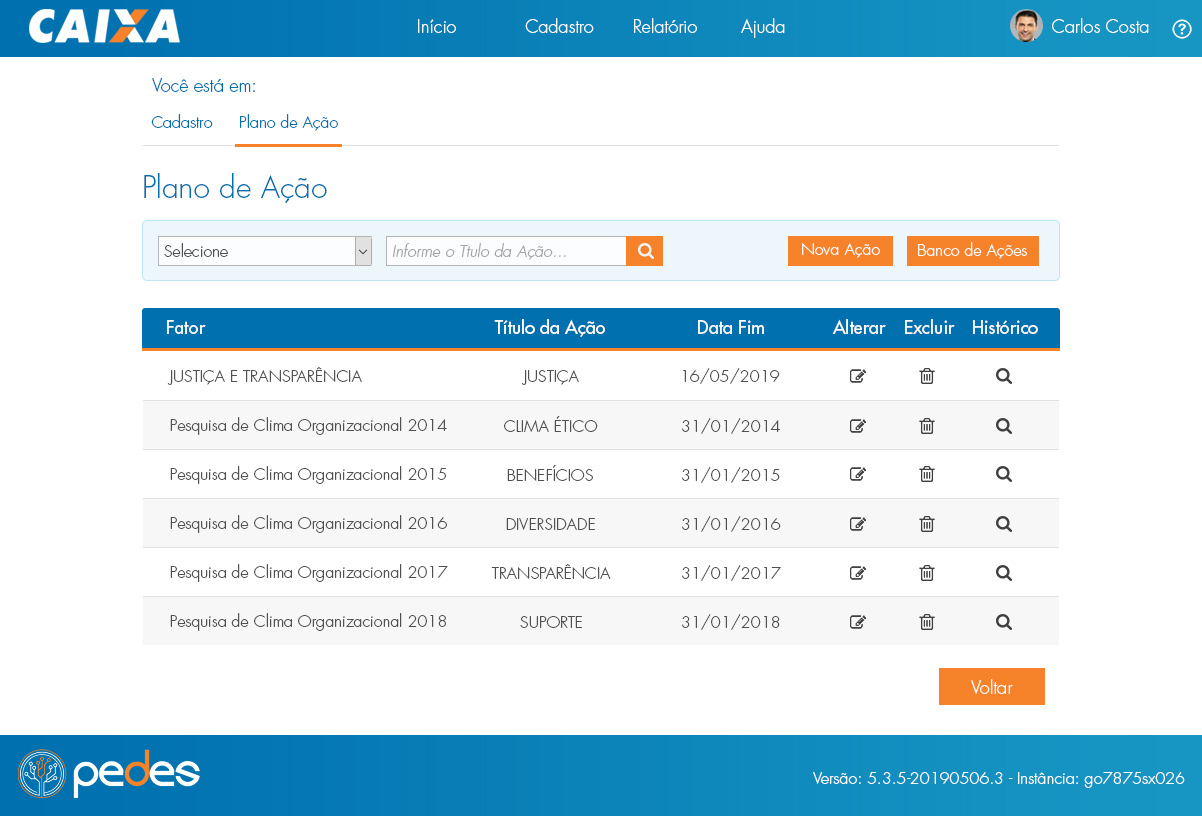 CAIXA Início Cadastro Relatório Ajuda Carlos Costa
Você está em:
Cadastro Plano de Ação
Plano de Ação
Selecione Informe o Ttulo da Ação... Nova Ação Banco de Ações
Fator Título da Ação Data Fim Alterar Excluir Histórico
JUSTIÇA E TRANSPARÊNCIA JUSTIÇA 16/05/2019
Pesquisa de Clima Organizacional 2014 CLIMA ÉTICO 31/01/2014
Pesquisa de Clima Organizacional 2015 BENEFÍCIOS 31/01/2015
Pesquisa de Clima Organizacional 2016 DIVERSIDADE 31/01/2016
Pesquisa de Clima Organizacional 2017 TRANSPARÊNCIA 31/01/2017
Pesquisa de Clima Organizacional 2018 SUPORTE 31/01/2018
Voltar
pedes Versão: 5.3.5-20190506.3 - Instância: go7875sx026